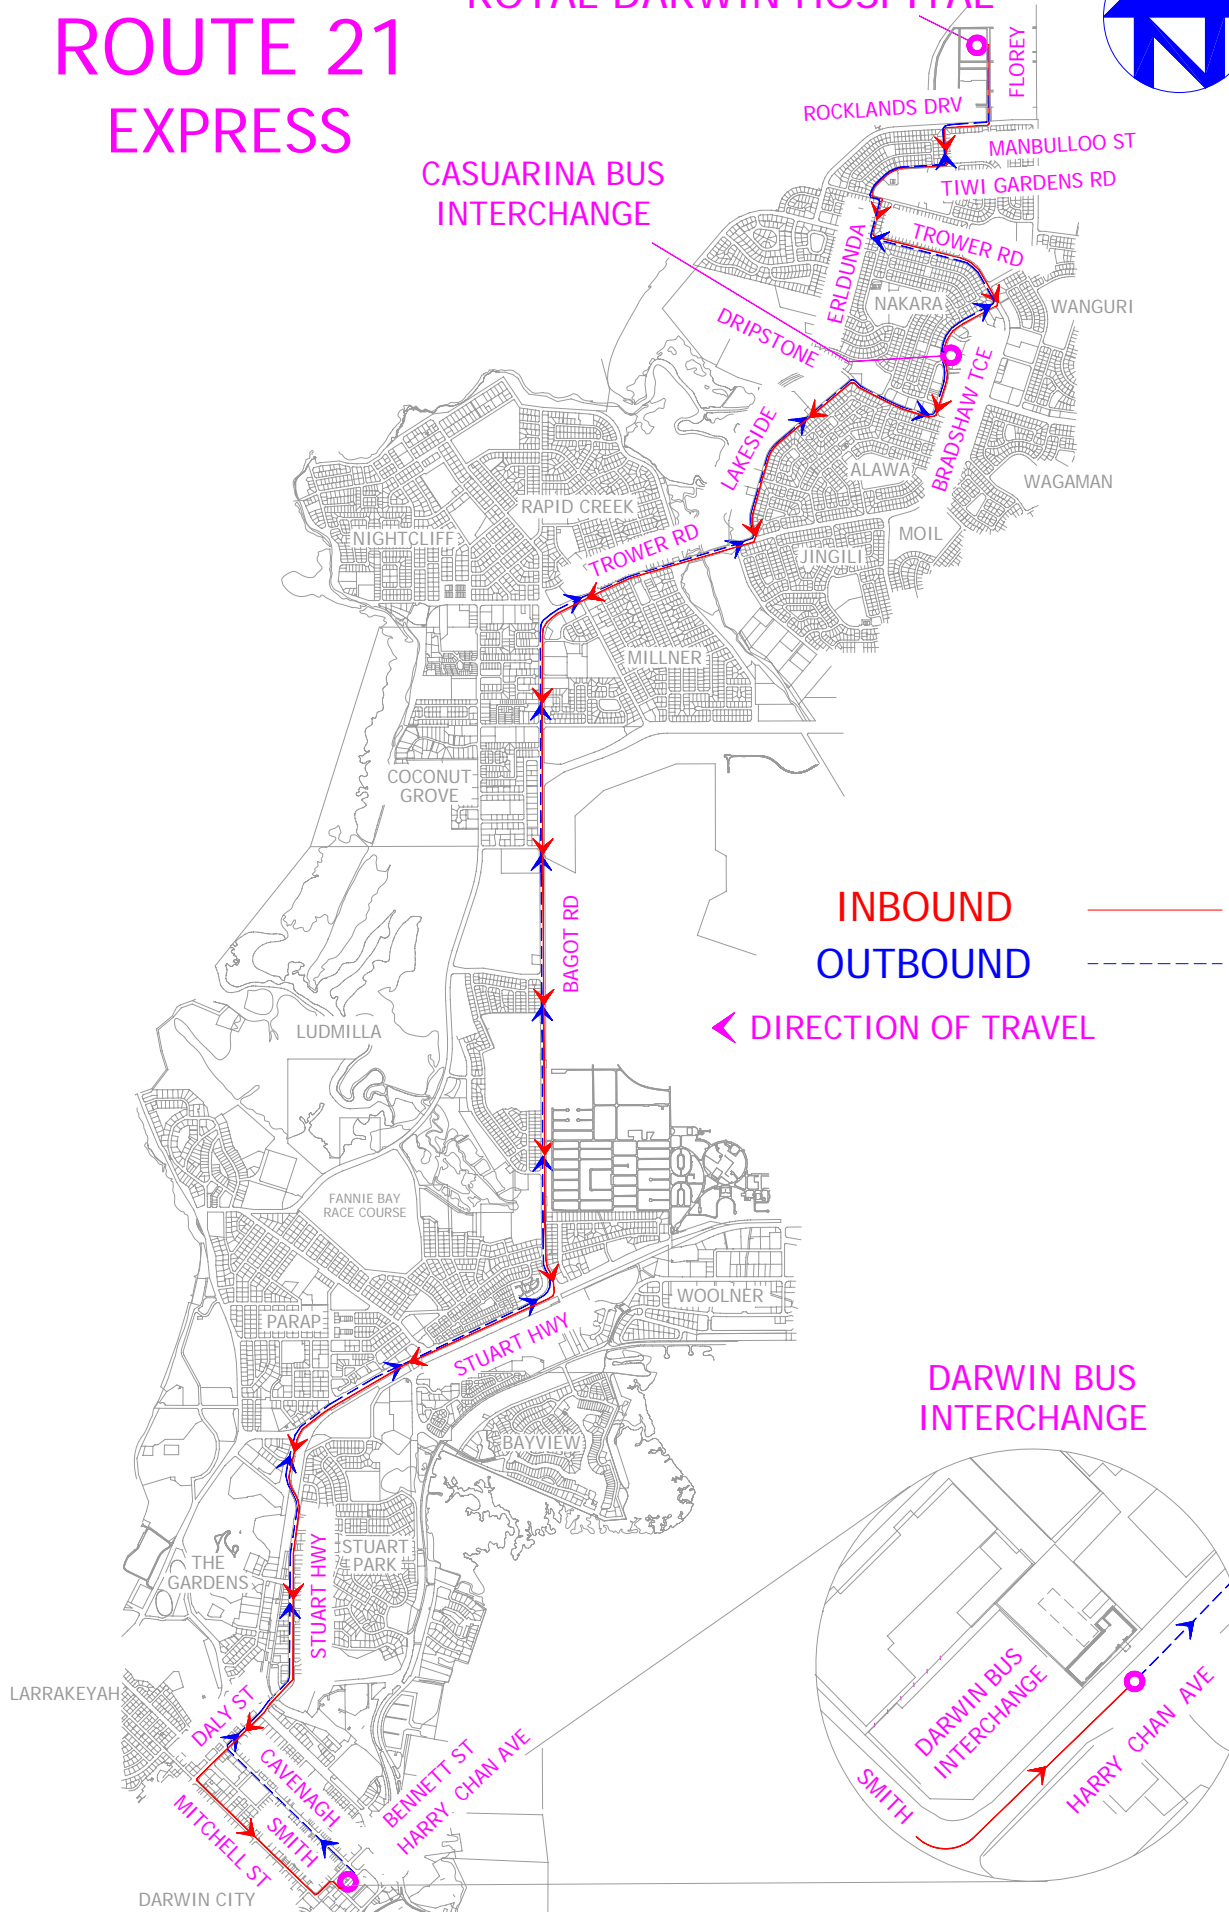 ROYAL DARWIN HOSPITAL
ROUTE 21
EXPRESS
N
FLOREY
ROCKLANDS DRV
MANBULLOO ST
TIWI GARDENS RD
CASUARINA BUS
INTERCHANGE
TROWER RD
ERLDUNDA
NAKARA
WANGURI
DRIPSTONE
BRADSHAW TCE
LAKESIDE
ALAWA
WAGAMAN
RAPID CREEK
NIGHTCLIFF
TROWER RD
MOIL
JINGILI
MILLNER
COCONUT
GROVE
INBOUND
OUTBOUND
DIRECTION OF TRAVEL
BAGOT RD
LUDMILLA
FANNIE BAY
RACE COURSE
WOOLNER
PARAP
STUART HWY
DARWIN BUS
INTERCHANGE
BAYVIEW
STUART HWY
STUART
PARK
THE
GARDENS
LARRAKEYAH
DALY ST
CAVENAGH
BENNETT ST
HARRY CHAN AVE
SMITH
MITCHELL ST
DARWIN CITY
DARWIN BUS
INTERCHANGE
HARRY CHAN AVE
SMITH